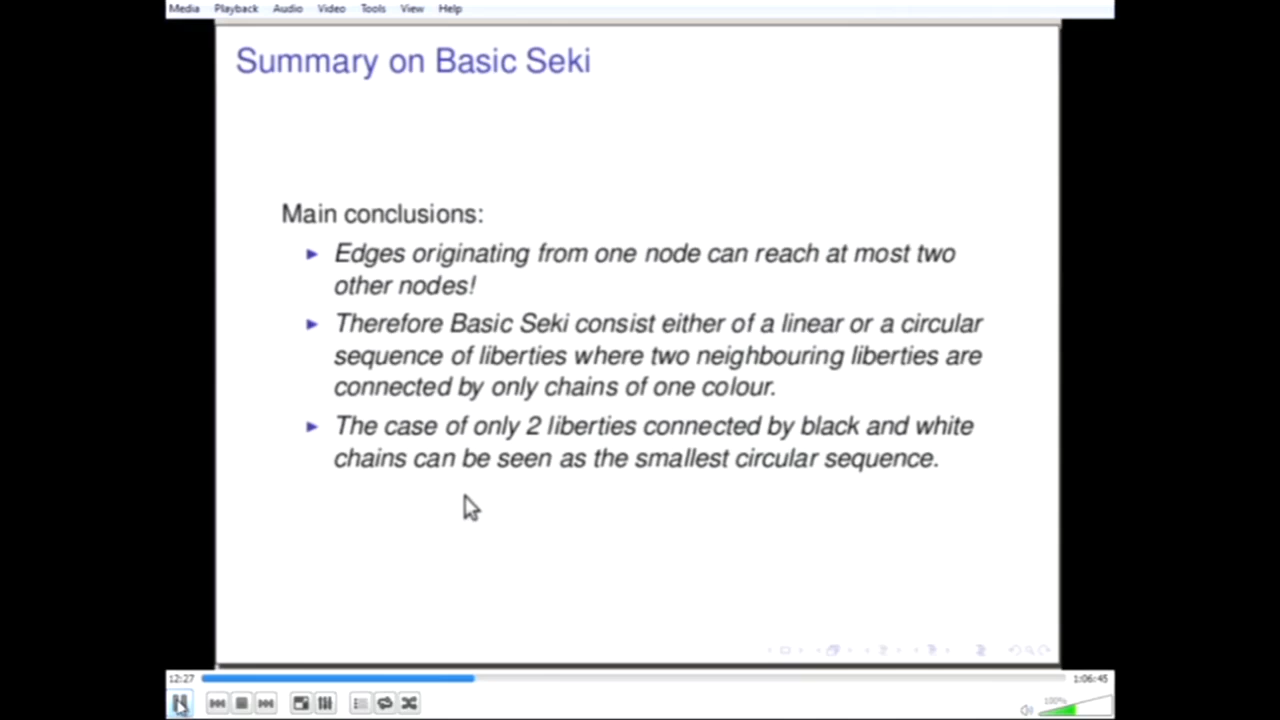 Media Playback Audio Video Tools View Help
Summary on Basic Seki
Main conclusions:
Edges originating from one node can reach at most two
other nodes!
Therefore Basic Seki consist either of a linear or a circular
sequence of liberties where two neighbouring liberties are
connected by only chains of one colour.
The case of only 2 liberties connected by black and white
chains can be seen as the smallest circular sequence.
12:27
1:06:45
100%